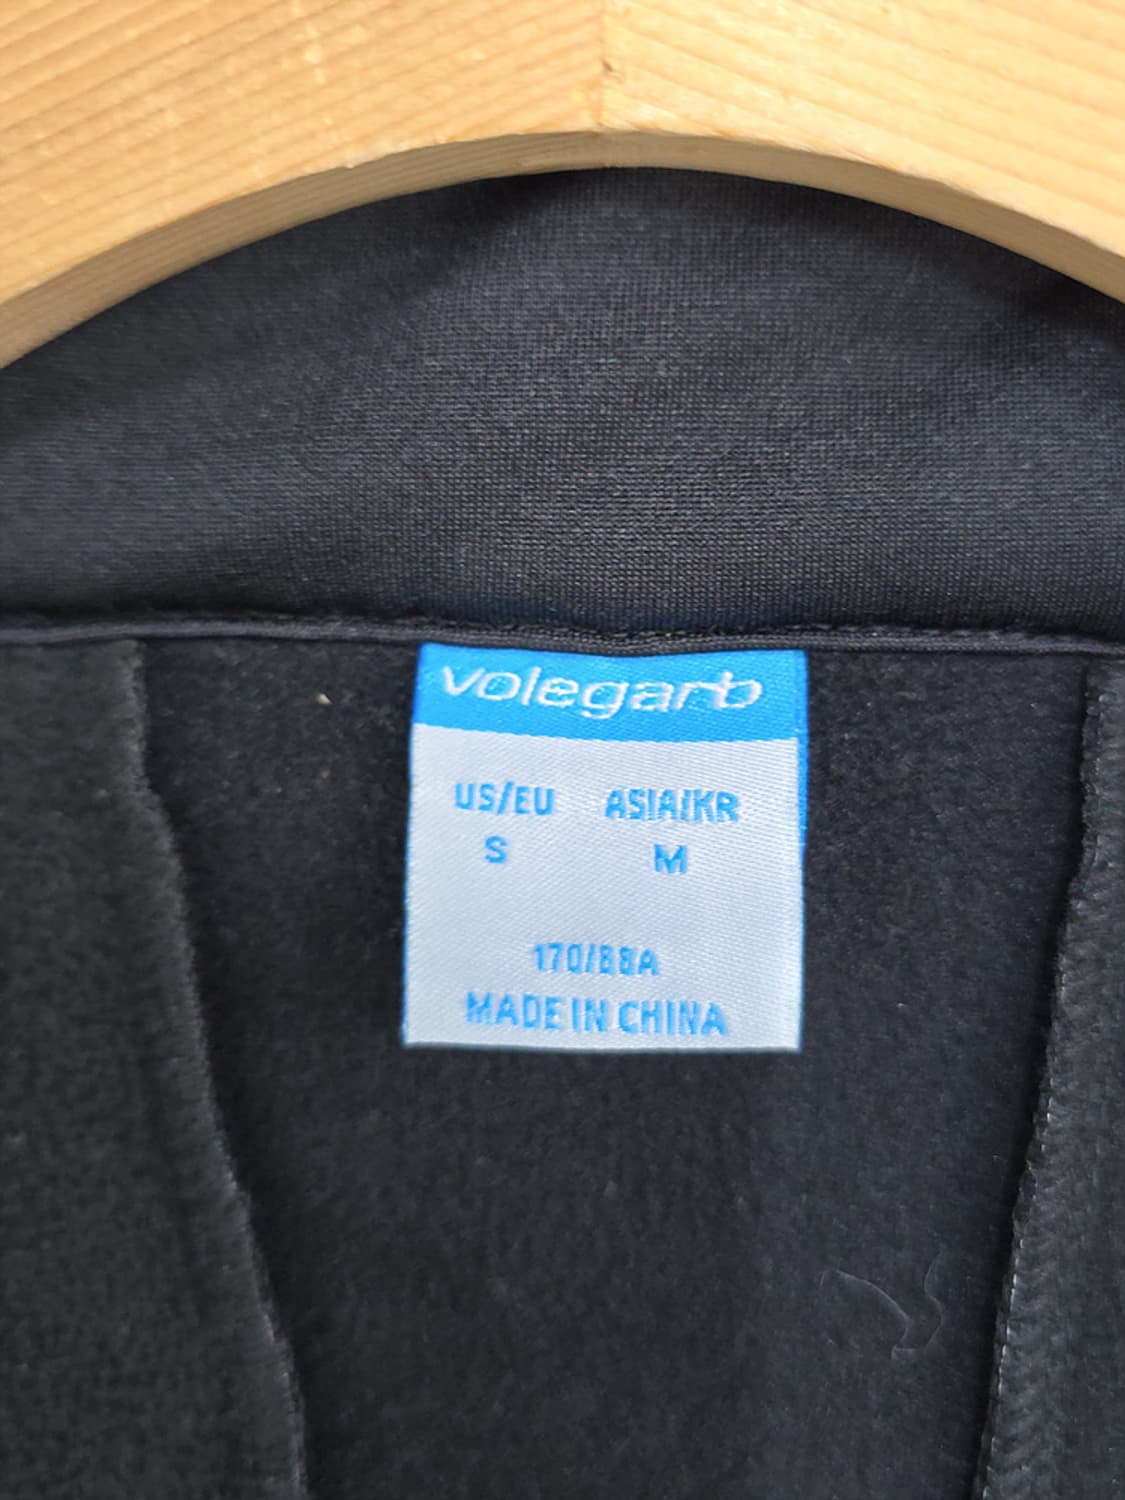 volegarb
US/EU ASIA/KR
S M
170/88A
MADE IN CHINA